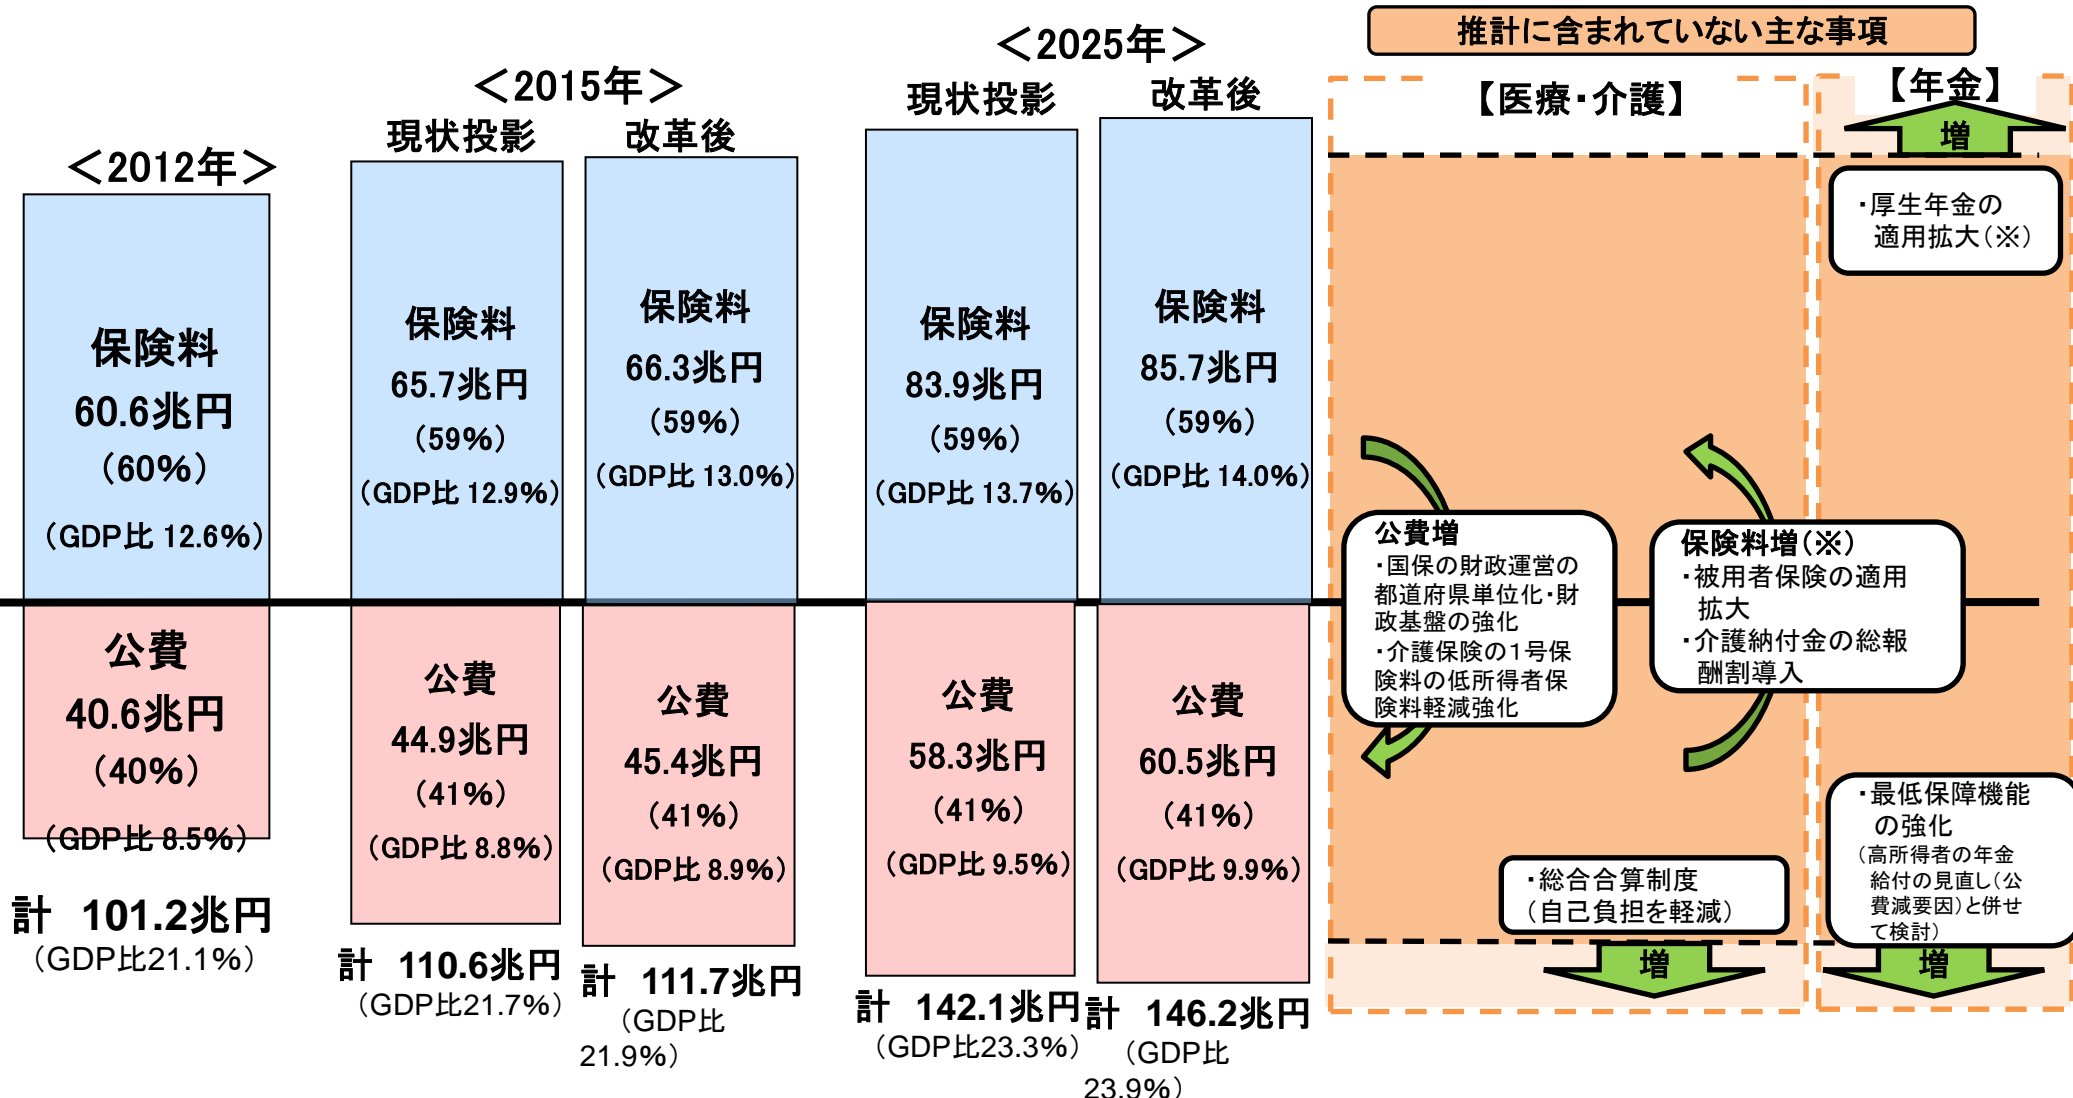 ＜2012年＞
保険料
60.6兆円
（60%）
（GDP比 12.6%）
公費
40.6兆円
（40%）
（GDP比 8.5%）
計 101.2兆円
（GDP比21.1%）
＜2015年＞
現状投影
保険料
65.7兆円
（59%）
（GDP比 12.9%）
公費
44.9兆円
（41%）
（GDP比 8.8%）
計 110.6兆円
（GDP比21.7%）
改革後
保険料
66.3兆円
（59%）
（GDP比 13.0%）
公費
45.4兆円
（41%）
（GDP比 8.9%）
計 111.7兆円
（GDP比
21.9%）
＜2025年＞
現状投影
保険料
83.9兆円
（59%）
（GDP比 13.7%）
公費
58.3兆円
（41%）
（GDP比 9.5%）
計 142.1兆円
（GDP比23.3%）
改革後
保険料
85.7兆円
（59%）
（GDP比 14.0%）
公費
60.5兆円
（41%）
（GDP比 9.9%）
計 146.2兆円
（GDP比
23.9%）
推計に含まれていない主な事項
【医療・介護】
公費増
・国保の財政運営の
都道府県単位化・財
政基盤の強化
・介護保険の1号保
険料の低所得者保
険料軽減強化
保険料増（※）
・被用者保険の適用
拡大
・介護納付金の総報
酬割導入
・総合合算制度
（自己負担を軽減）
増
【年金】
増
・厚生年金の
適用拡大（※）
・最低保障機能
の強化
（高所得者の年金
給付の見直し（公
費減要因）と併せ
て検討）
増